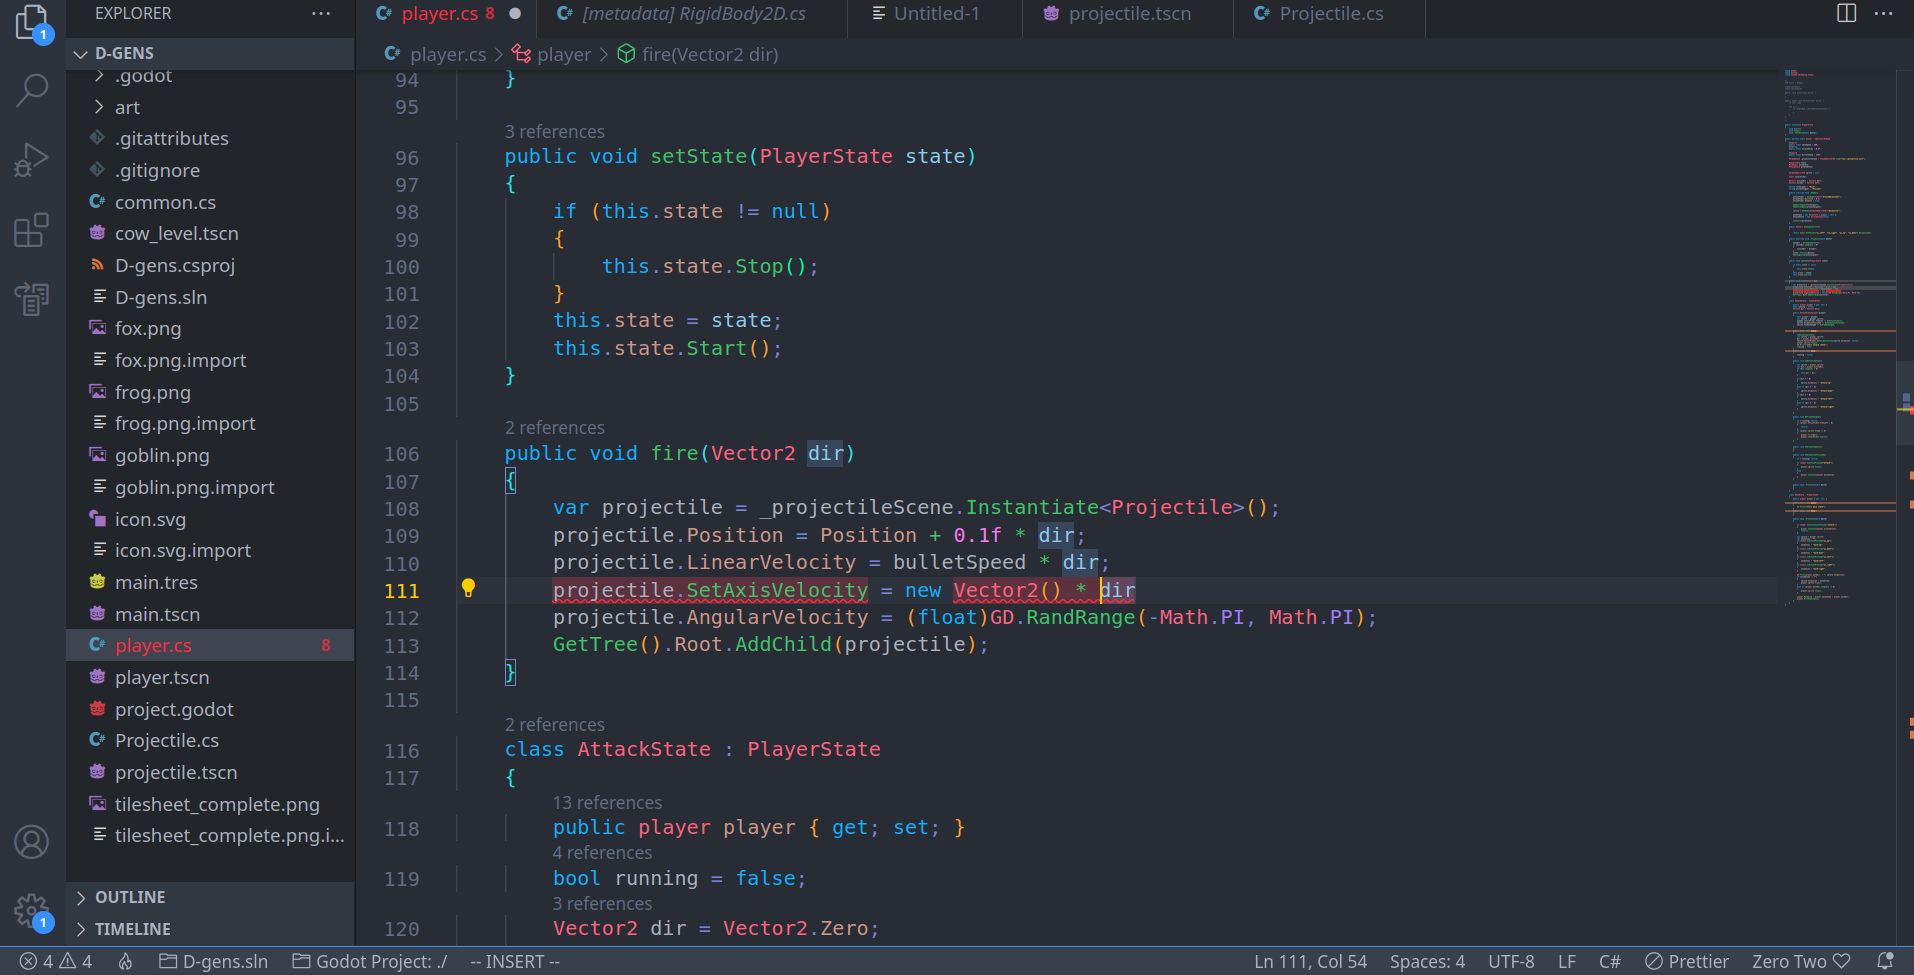 EXPLORER ···
1
D-GENS
.godot
art
.gitattributes
.gitignore
C# common.cs
cow_level.tscn
D-gens.csproj
D-gens.sln
fox.png
fox.png.import
frog.png
frog.png.import
goblin.png
goblin.png.import
icon.svg
icon.svg.import
main.tres
main.tscn
C# player.cs 8
player.tscn
project.godot
C# Projectile.cs
projectile.tscn
tilesheet_complete.png
tilesheet_complete.png.i...
OUTLINE
1
TIMELINE
C# player.cs 8 C# [metadata] RigidBody2D.cs Untitled-1 projectile.tscn C# Projectile.cs ···
C# player.cs > player > fire(Vector2 dir)
94 }
95
3 references
96 public void setState(PlayerState state)
97 {
98 if (this.state != null)
99 {
100 this.state.Stop();
101 }
102 this.state = state;
103 this.state.Start();
104 }
105
2 references
106 public void fire(Vector2 dir)
107 {
108 var projectile = _projectileScene.Instantiate<Projectile>();
109 projectile.Position = Position + 0.1f * dir;
110 projectile.LinearVelocity = bulletSpeed * dir;
111 projectile.SetAxisVelocity = new Vector2() * dir
112 projectile.AngularVelocity = (float)GD.RandRange(-Math.PI, Math.PI);
113 GetTree().Root.AddChild(projectile);
114 }
115
2 references
116 class AttackState : PlayerState
117 {
13 references
118 public player player { get; set; }
4 references
119 bool running = false;
3 references
120 Vector2 dir = Vector2.Zero;
4 4 D-gens.sln Godot Project: ./ -- INSERT -- Ln 111, Col 54 Spaces: 4 UTF-8 LF C# Prettier Zero Two ♡